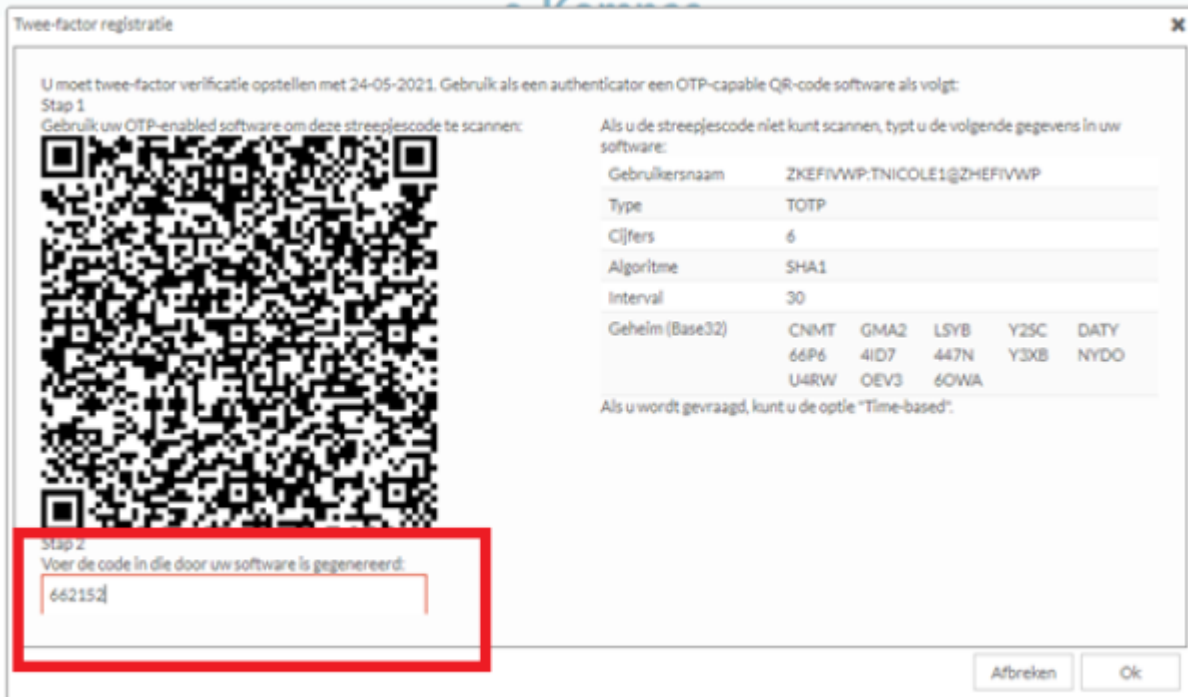 Twee-factor registratie
U moet twee-factor verificatie opstellen met 24-05-2021. Gebruik als een authenticator een OTP-capable QR-code software als volgt:
Stap 1
Gebruik uw OTP-enabled software om deze streepjescode te scannen:
Als u de streepjescode niet kunt scannen, typt u de volgende gegevens in uw
software:
Gebruikersnaam ZKEFIVWP:TNICOLE1@ZHEFIVWP
Type TOTP
Cijfers 6
Algoritme SHA1
Interval 30
Geheim (Base32) CNMT GMA2 LSYB Y2SC DATY
66P6 4ID7 447N Y3XB NYDO
U4RW OEV3 6OWA
Als u wordt gevraagd, kunt u de optie "Time-based".
Stap 2
Voer de code in die door uw software is gegenereerd:
662152
Afbreken Ok